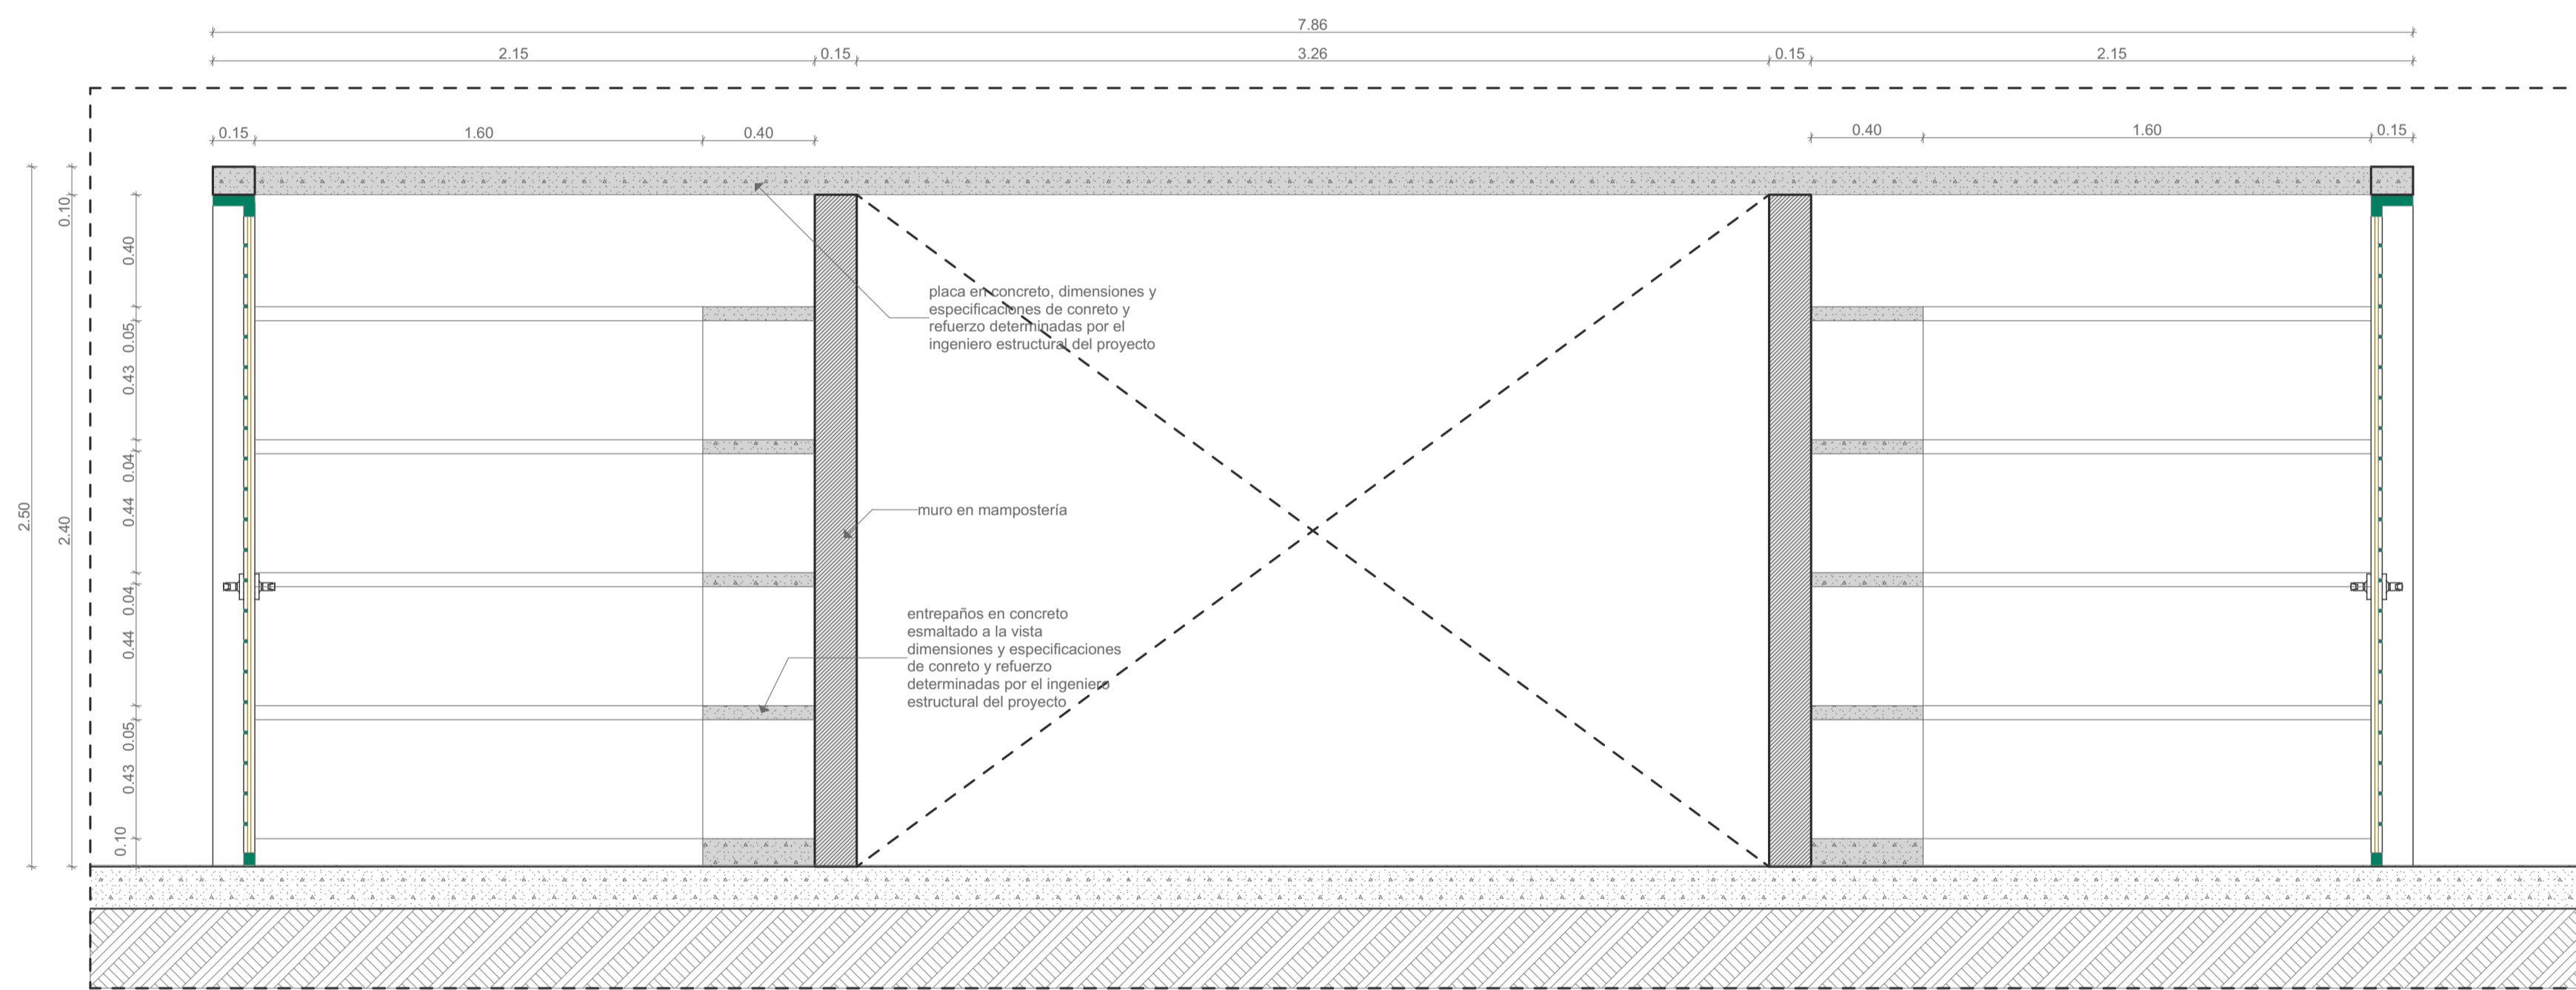 7.86
2.15
0.15
3.26
0.15
2.15
0.15
1.60
0.40
0.40
1.60
0.15
2.50
0.10
2.40
0.40
0.05
0.43
0.04
0.44
0.04
0.44
0.05
0.43
0.10
placa en concreto, dimensiones y
especificaciones de conreto y
refuerzo determinadas por el
ingeniero estructural del proyecto
muro en mampostería
entrepaños en concreto
esmaltado a la vista
dimensiones y especificaciones
de conreto y refuerzo
determinadas por el ingeniero
estructural del proyecto